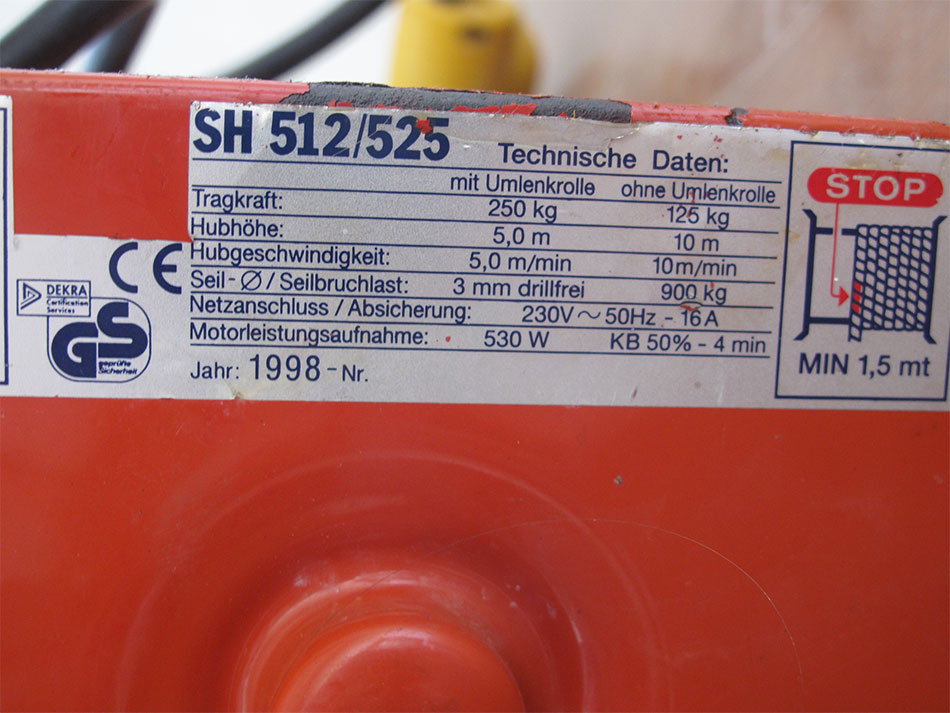 SH 512/525 Technische Daten:
mit Umlenkrolle ohne Umlenkrolle
Tragkraft: 250 kg 125 kg
Hubhöhe: 5,0 m 10 m
Hubgeschwindigkeit: 5,0 m/min 10m/min
Seil-Ø/Seilbruchlast: 3 mm drillfrei 900 kg
Netzanschluss/Absicherung: 230V~50Hz - 16A
Motorleistungsaufnahme: 530 W KB 50% - 4 min
Jahr: 1998 - Nr.
CE
DEKRA
Certification
Services
GS
geprüfte
Sicherheit
STOP
MIN 1,5 mt